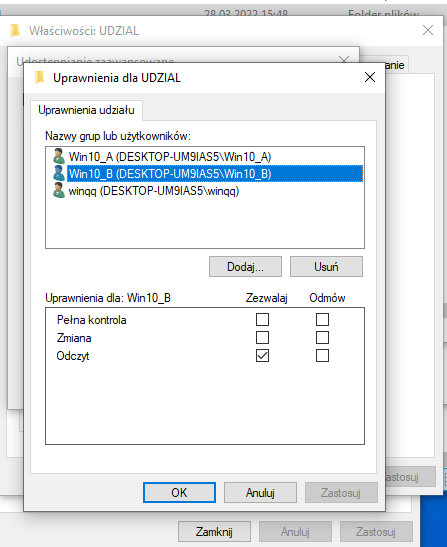 28.03.2022 15:48 Folder plików
Właściwości: UDZIAL
Udostępnianie zaawansowane
Uprawnienia dla UDZIAL
Uprawnienia udziału
Nazwy grup lub użytkowników:
Win10_A (DESKTOP-UM9IAS5\Win10_A)
Win10_B (DESKTOP-UM9IAS5\Win10_B)
winqq (DESKTOP-UM9IAS5\winqq)
Dodaj... Usuń
Uprawnienia dla: Win10_B Zezwalaj Odmów
Pełna kontrola
Zmiana
Odczyt
OK Anuluj Zastosuj
Zamknij Anuluj Zastosuj